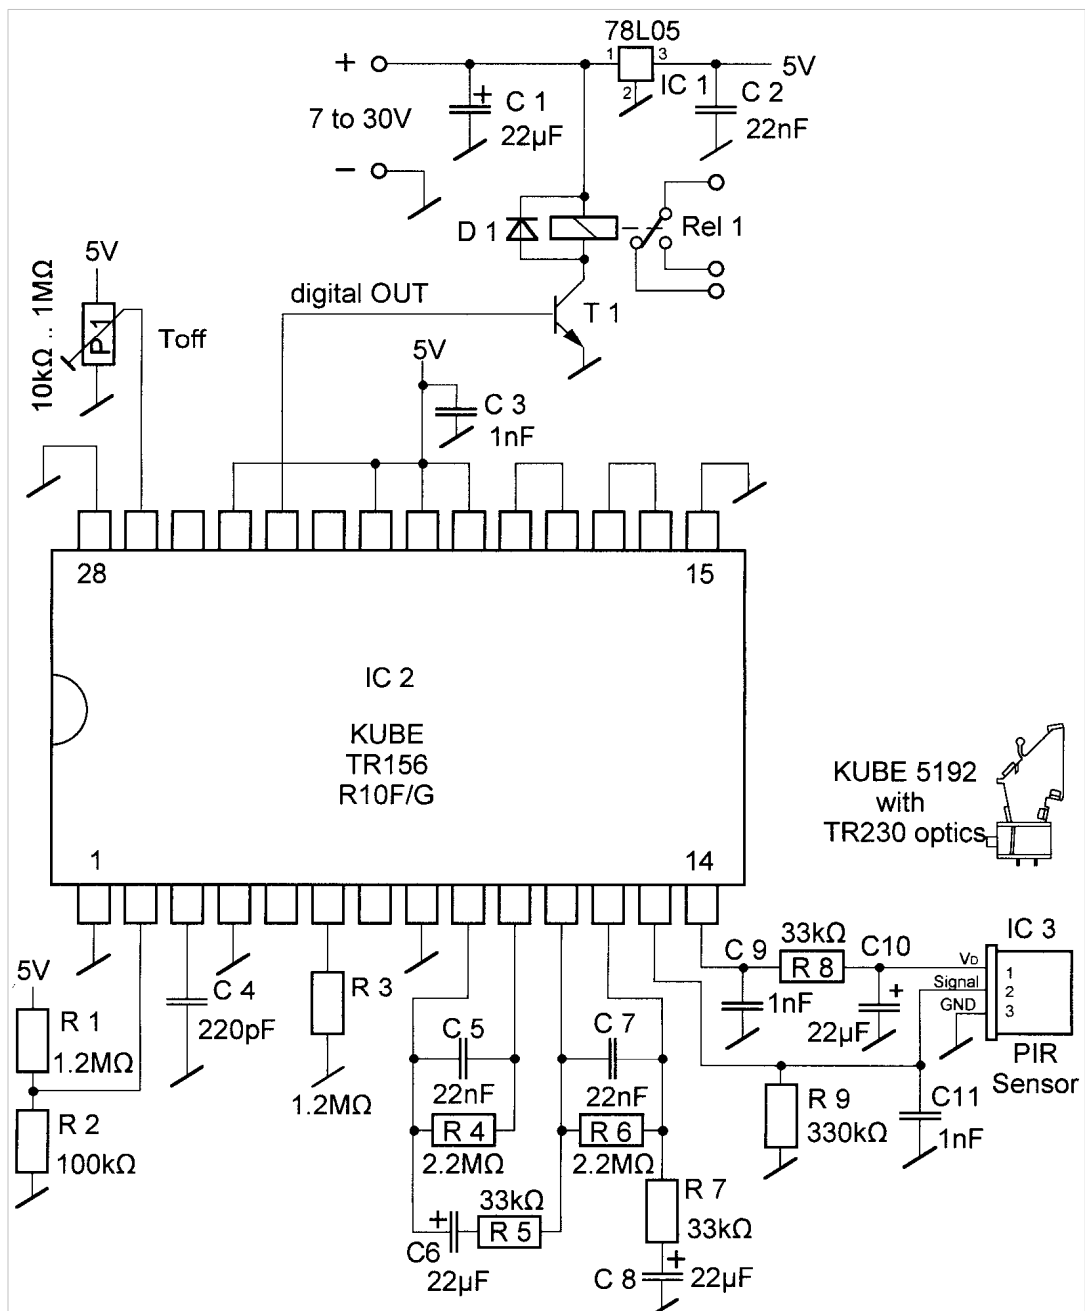 78L05
1
3
+
5V
IC 1
2
C 1
+
C 2
7 to 30V
22µF
22nF
−
D 1
Rel 1
5V
digital OUT
T 1
10kΩ .. 1MΩ
P1
Toff
5V
C 3
1nF
28
15
IC 2
KUBE
TR156
R10F/G
KUBE 5192
with
TR230 optics
1
14
IC 3
33kΩ
C 9
C10
R 8
VD
1
Signal
2
GND
3
5V
C 4
R 3
1nF
+
22µF
220pF
R 1
C 5
C 7
PIR
Sensor
1.2MΩ
22nF
22nF
1.2MΩ
R 9
C11
R 2
R 4
R 6
330kΩ
1nF
100kΩ
2.2MΩ
2.2MΩ
33kΩ
R 7
+
R 5
33kΩ
C6
+
22µF
C 8
22µF